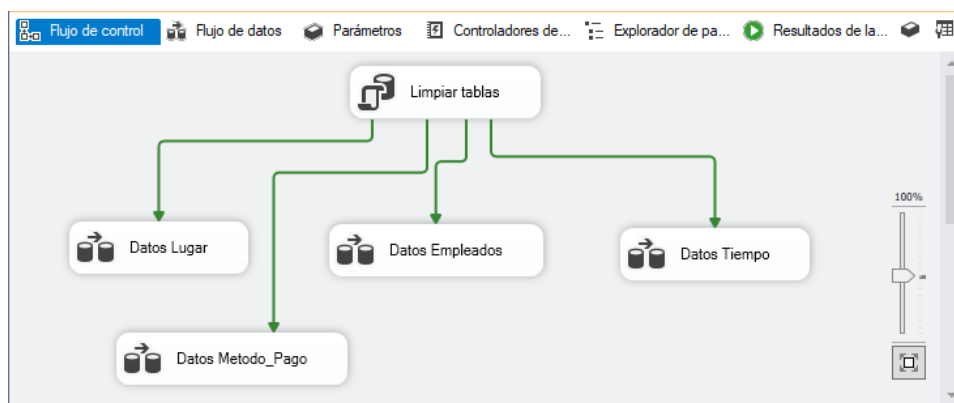 Flujo de control Flujo de datos Parámetros Controladores de... Explorador de pa... Resultados de la...
Limpiar tablas
100%
Datos Lugar
Datos Empleados
Datos Tiempo
Datos Metodo_Pago